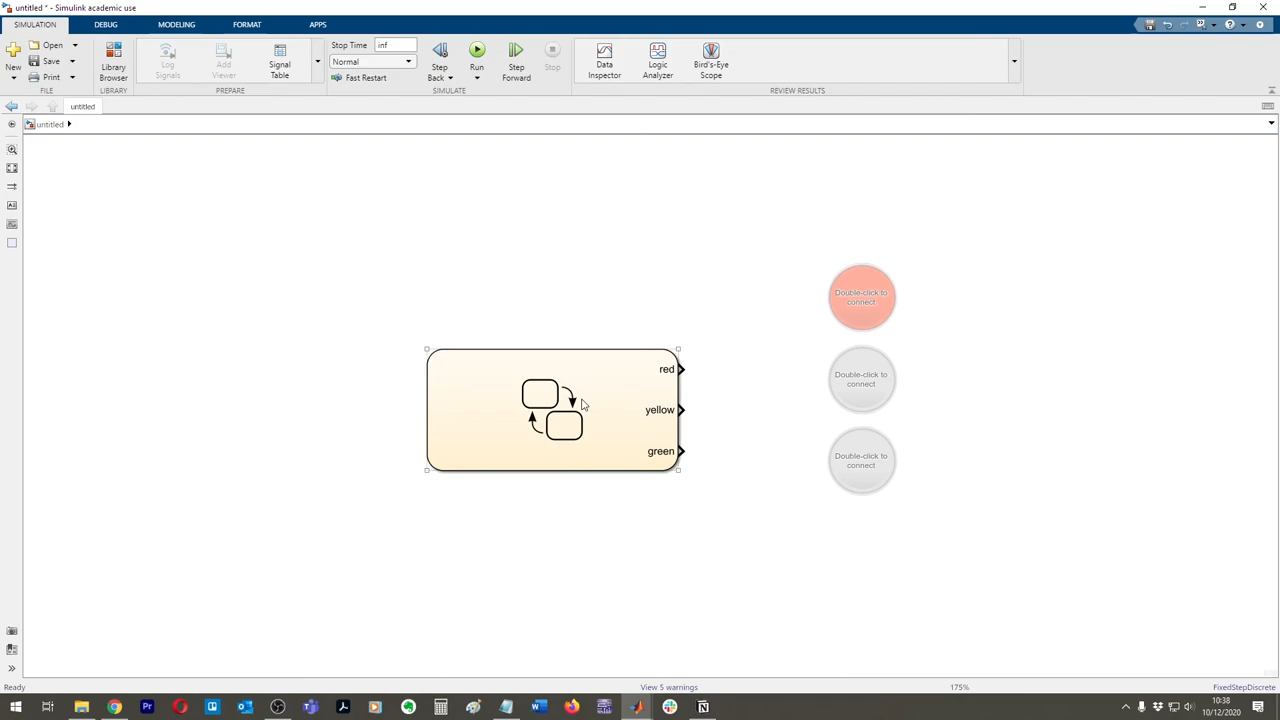 untitled * - Simulink academic use
SIMULATION DEBUG MODELING FORMAT APPS
New
Open
Save
Print
FILE
Library
Browser
LIBRARY
Log
Signals
Add
Viewer
Signal
Table
PREPARE
Stop Time inf
Normal
Fast Restart
Step
Back
Run
Step
Forward
Stop
SIMULATE
Data
Inspector
Logic
Analyzer
Bird's-Eye
Scope
REVIEW RESULTS
untitled
untitled
Double-click to
connect
red
yellow
green
Double-click to
connect
Double-click to
connect
Ready View 5 warnings 175% FixedStepDiscrete
10:38
10/12/2020